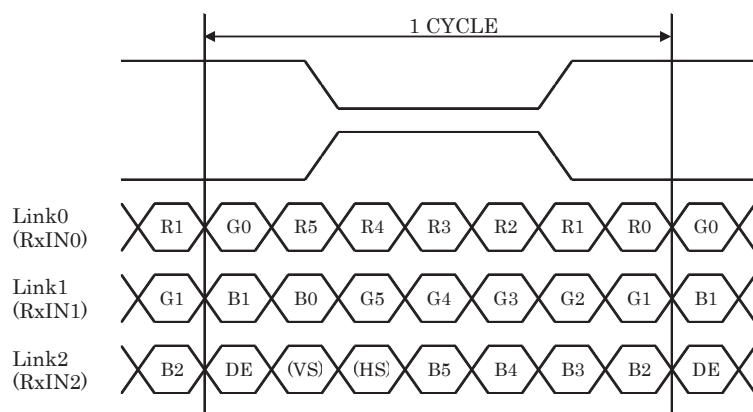 1 CYCLE
Link0 R1 G0 R5 R4 R3 R2 R1 R0 G0
(RxIN0)
Link1 G1 B1 B0 G5 G4 G3 G2 G1 B1
(RxIN1)
Link2 B2 DE (VS) (HS) B5 B4 B3 B2 DE
(RxIN2)